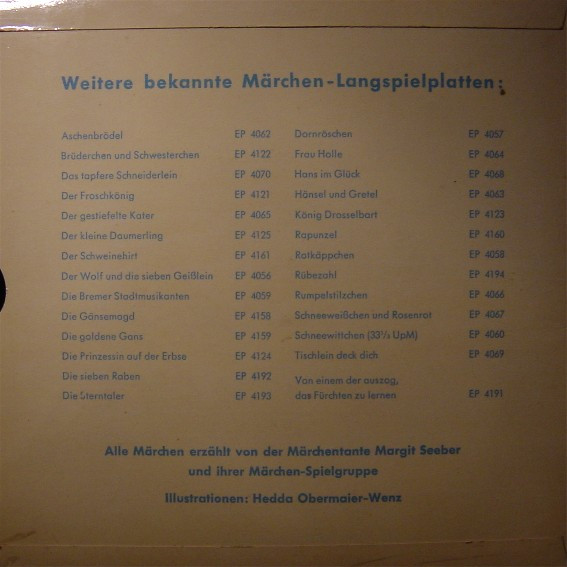 Weitere bekannte Märchen-Langspielplatten:
Aschenbrödel EP 4062
Brüderchen und Schwesterchen EP 4122
Das tapfere Schneiderlein EP 4070
Der Froschkönig EP 4121
Der gestiefelte Kater EP 4065
Der kleine Daumerling EP 4125
Der Schweinehirt EP 4161
Der Wolf und die sieben Geißlein EP 4056
Die Bremer Stadtmusikanten EP 4059
Die Gänsemagd EP 4158
Die goldene Gans EP 4159
Die Prinzessin auf der Erbse EP 4124
Die sieben Raben EP 4192
Die Sterntaler EP 4193
Dornröschen EP 4057
Frau Holle EP 4064
Hans im Glück EP 4068
Hänsel und Gretel EP 4063
König Drosselbart EP 4123
Rapunzel EP 4160
Rotkäppchen EP 4058
Rübezahl EP 4194
Rumpelstilzchen EP 4066
Schneeweißchen und Rosenrot EP 4067
Schneewittchen (33⅓ UpM) EP 4060
Tischlein deck dich EP 4069
Von einem der auszog,
das Fürchten zu lernen EP 4191
Alle Märchen erzählt von der Märchentante Margit Seeber
und ihrer Märchen-Spielgruppe
Illustrationen: Hedda Obermaier-Wenz